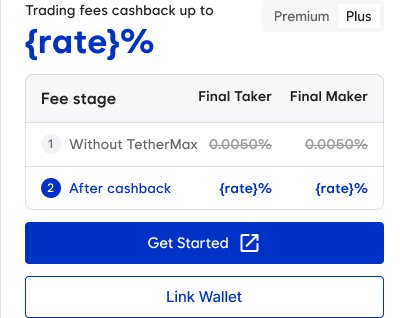 Trading fees cashback up to
Premium Plus
{rate}%
Fee stage Final Taker Final Maker
1 Without TetherMax 0.0050% 0.0050%
2 After cashback {rate}% {rate}%
Get Started
Link Wallet